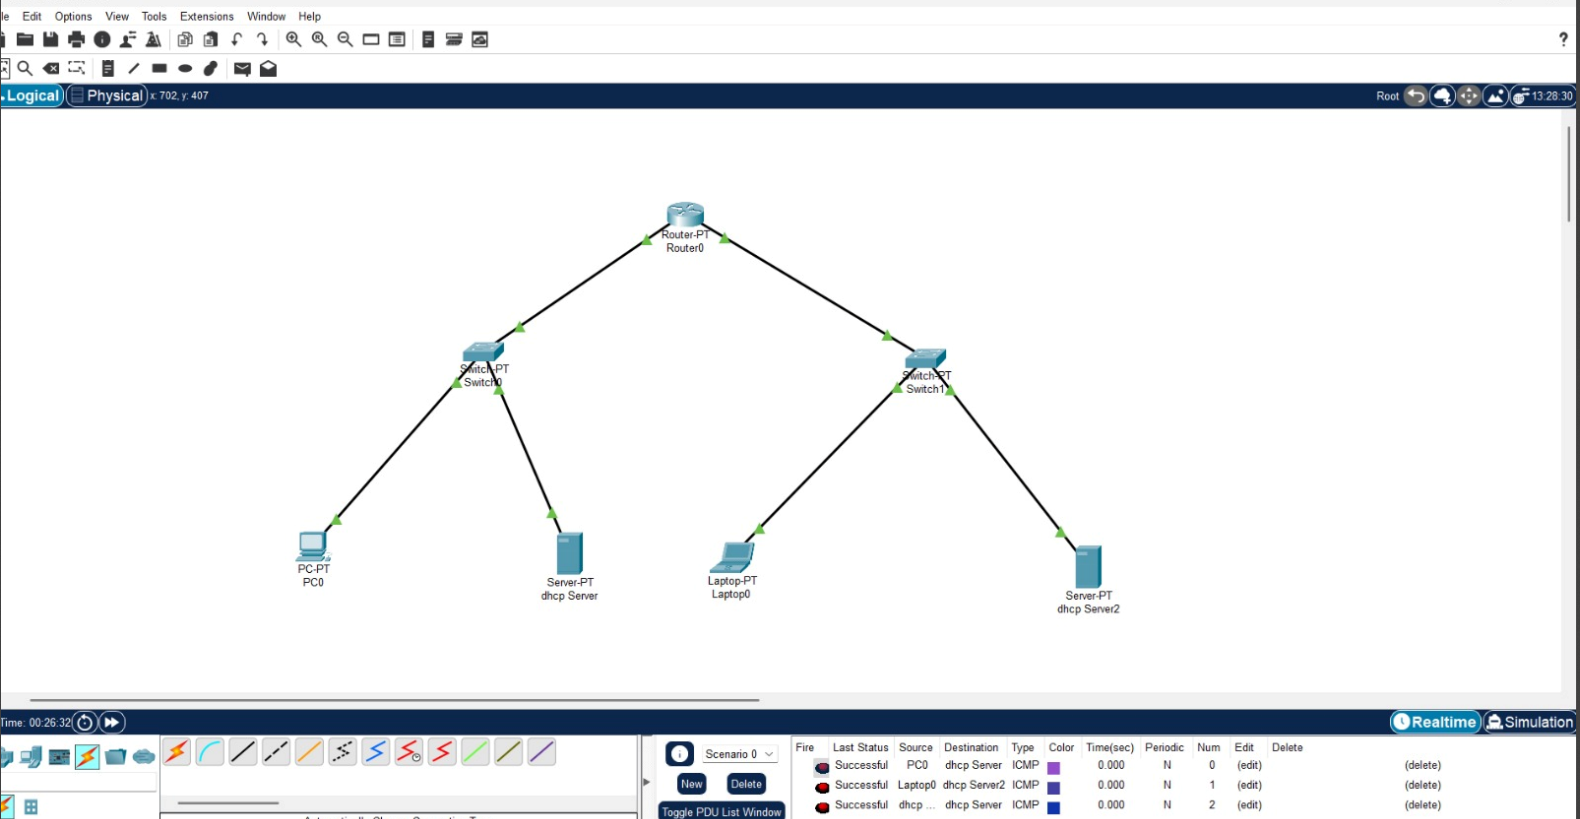 le Edit Options View Tools Extensions Window Help
?
Logical Physical x: 702, y: 407 Root 13:28:30
Router-PT
Router0
Switch-PT
Switch0
Switch-PT
Switch1
PC-PT
PC0
Server-PT
dhcp Server
Laptop-PT
Laptop0
Server-PT
dhcp Server2
Time: 00:26:32 Realtime Simulation
Scenario 0
New Delete
Toggle PDU List Window
Fire Last Status Source Destination Type Color Time(sec) Periodic Num Edit Delete
Successful PC0 dhcp Server ICMP 0.000 N 0 (edit) (delete)
Successful Laptop0 dhcp Server2 ICMP 0.000 N 1 (edit) (delete)
Successful dhcp ... dhcp Server ICMP 0.000 N 2 (edit) (delete)